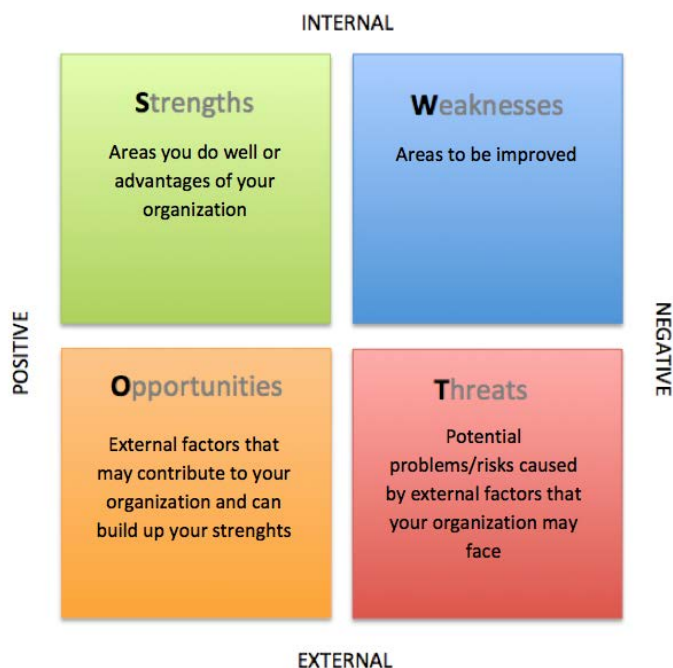 INTERNAL
Strengths
Areas you do well or
advantages of your
organization
Weaknesses
Areas to be improved
POSITIVE
NEGATIVE
Opportunities
External factors that
may contribute to your
organization and can
build up your strenghts
Threats
Potential
problems/risks caused
by external factors that
your organization may
face
EXTERNAL